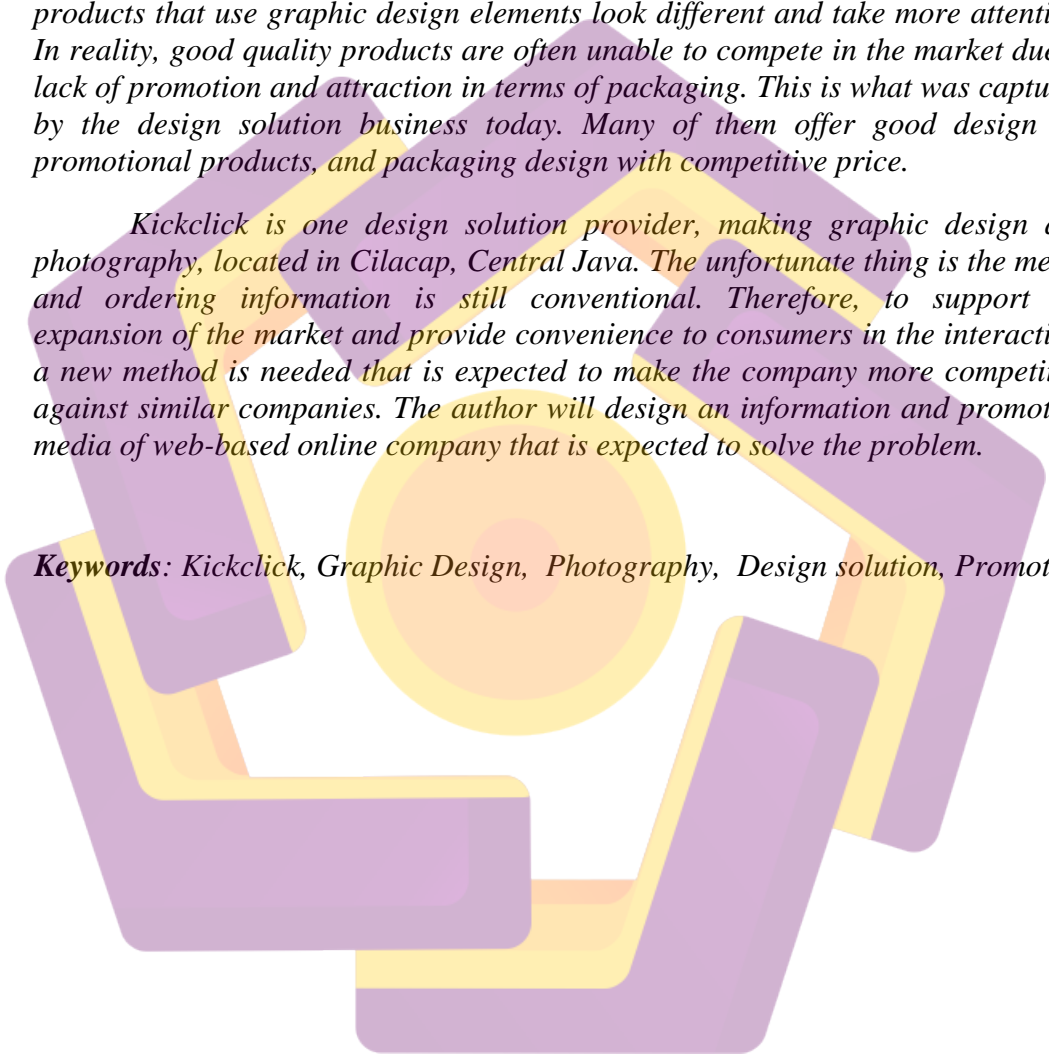 products that use graphic design elements look different and take more attenti
In reality, good quality products are often unable to compete in the market due
lack of promotion and attraction in terms of packaging. This is what was captu
by the design solution business today. Many of them offer good design
promotional products, and packaging design with competitive price.
Kickclick is one design solution provider, making graphic design
photography, located in Cilacap, Central Java. The unfortunate thing is the me
and ordering information is still conventional. Therefore, to support
expansion of the market and provide convenience to consumers in the interacti
a new method is needed that is expected to make the company more competit
against similar companies. The author will design an information and promot
media of web-based online company that is expected to solve the problem.
Keywords: Kickclick, Graphic Design, Photography, Design solution, Promot